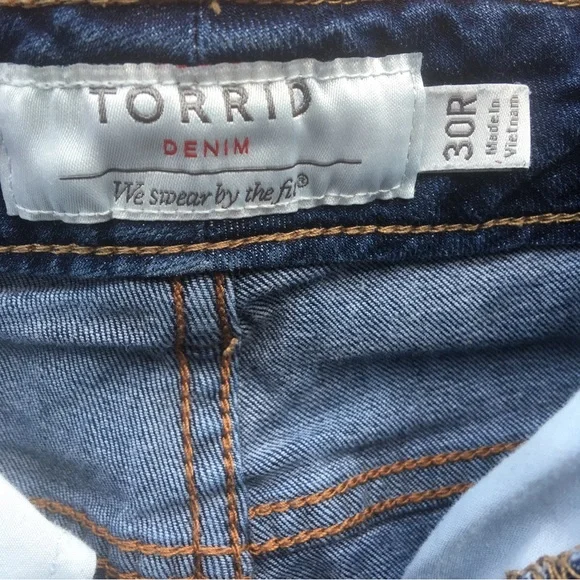 TORRID
DENIM
We swear by the fit®
30R
Made in
Vietnam